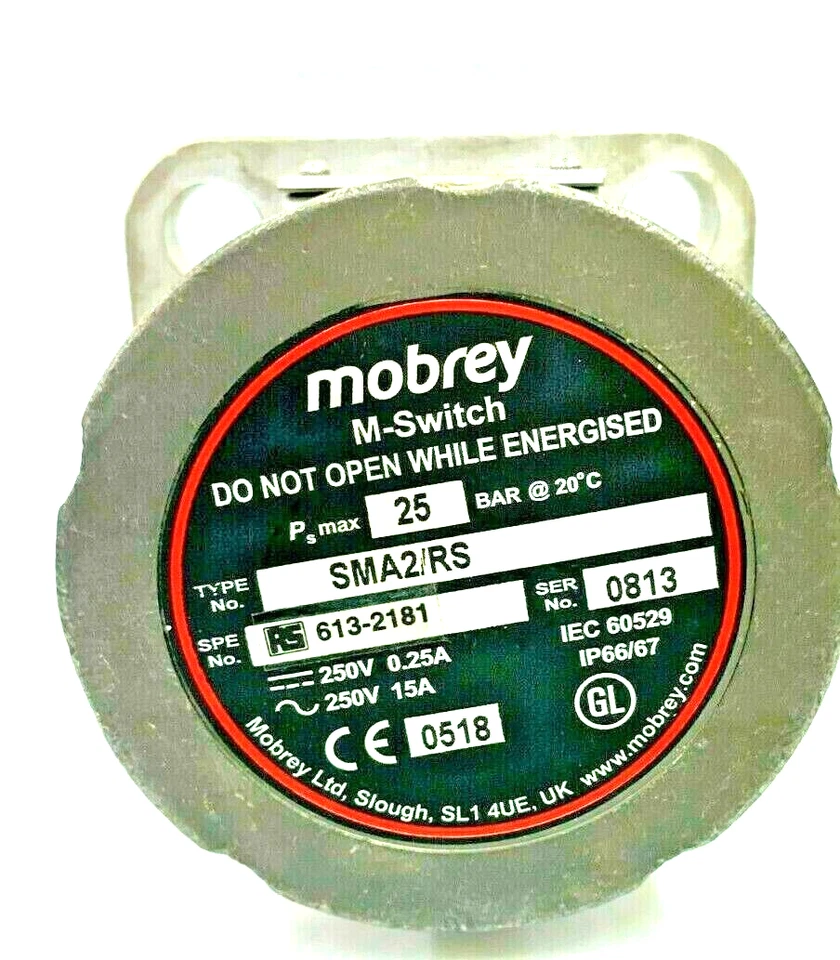 mobrey
M-Switch
DO NOT OPEN WHILE ENERGISED
Ps max 25 BAR @ 20°C
TYPE No. SMA2/RS
SPE No. RS 613-2181
SER No. 0813
250V 0.25A
250V 15A
IEC 60529
IP66/67
CE 0518
GL
Mobrey Ltd, Slough, SL1 4UE, UK www.mobrey.com